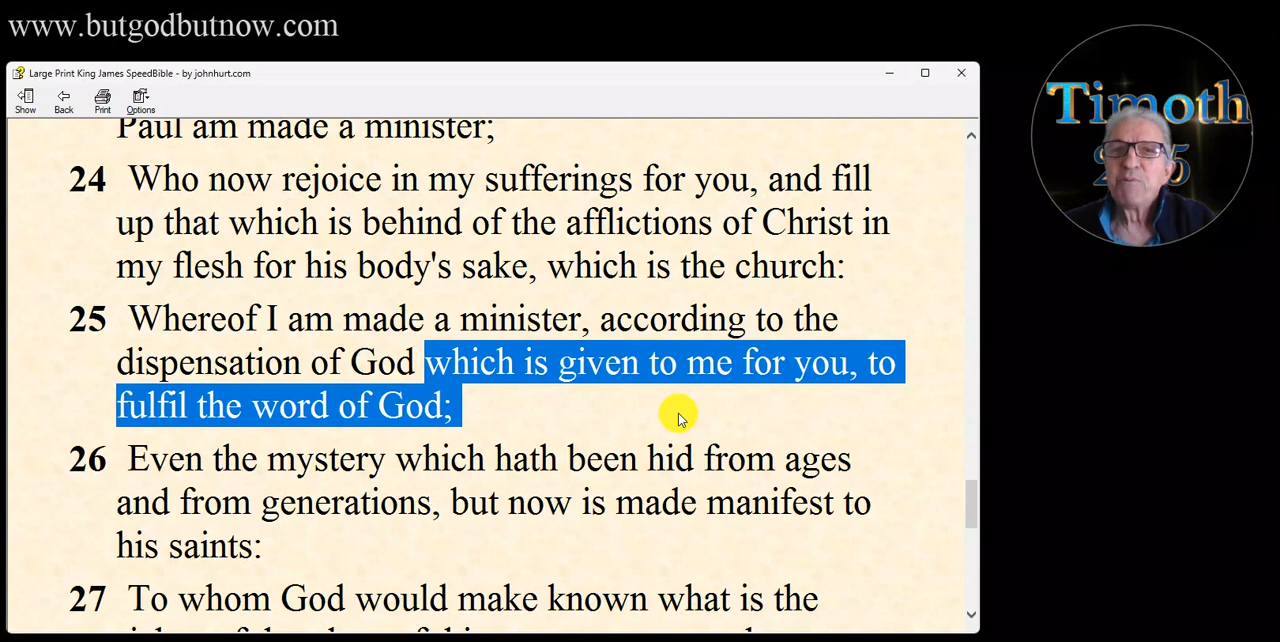 www.butgodbutnow.com
Large Print King James SpeedBible - by johnhurt.com
Show Back Print Options
Paul am made a minister;
24 Who now rejoice in my sufferings for you, and fill
up that which is behind of the afflictions of Christ in
my flesh for his body's sake, which is the church:
25 Whereof I am made a minister, according to the
dispensation of God which is given to me for you, to
fulfil the word of God;
26 Even the mystery which hath been hid from ages
and from generations, but now is made manifest to
his saints:
27 To whom God would make known what is the
Timoth